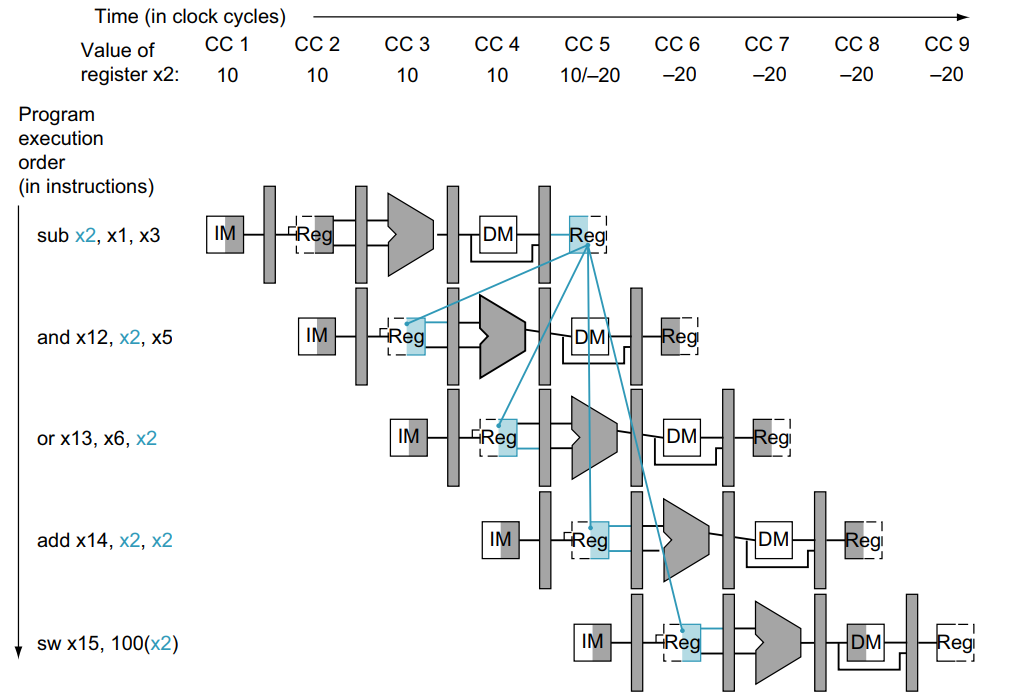 Time (in clock cycles)
Value of register x2:
CC 1 CC 2 CC 3 CC 4 CC 5 CC 6 CC 7 CC 8 CC 9
10 10 10 10 10/–20 –20 –20 –20 –20
Program
execution
order
(in instructions)
sub x2, x1, x3
IM Reg DM Reg
and x12, x2, x5
IM Reg DM Reg
or x13, x6, x2
IM Reg DM Reg
add x14, x2, x2
IM Reg DM Reg
sw x15, 100(x2)
IM Reg DM Reg